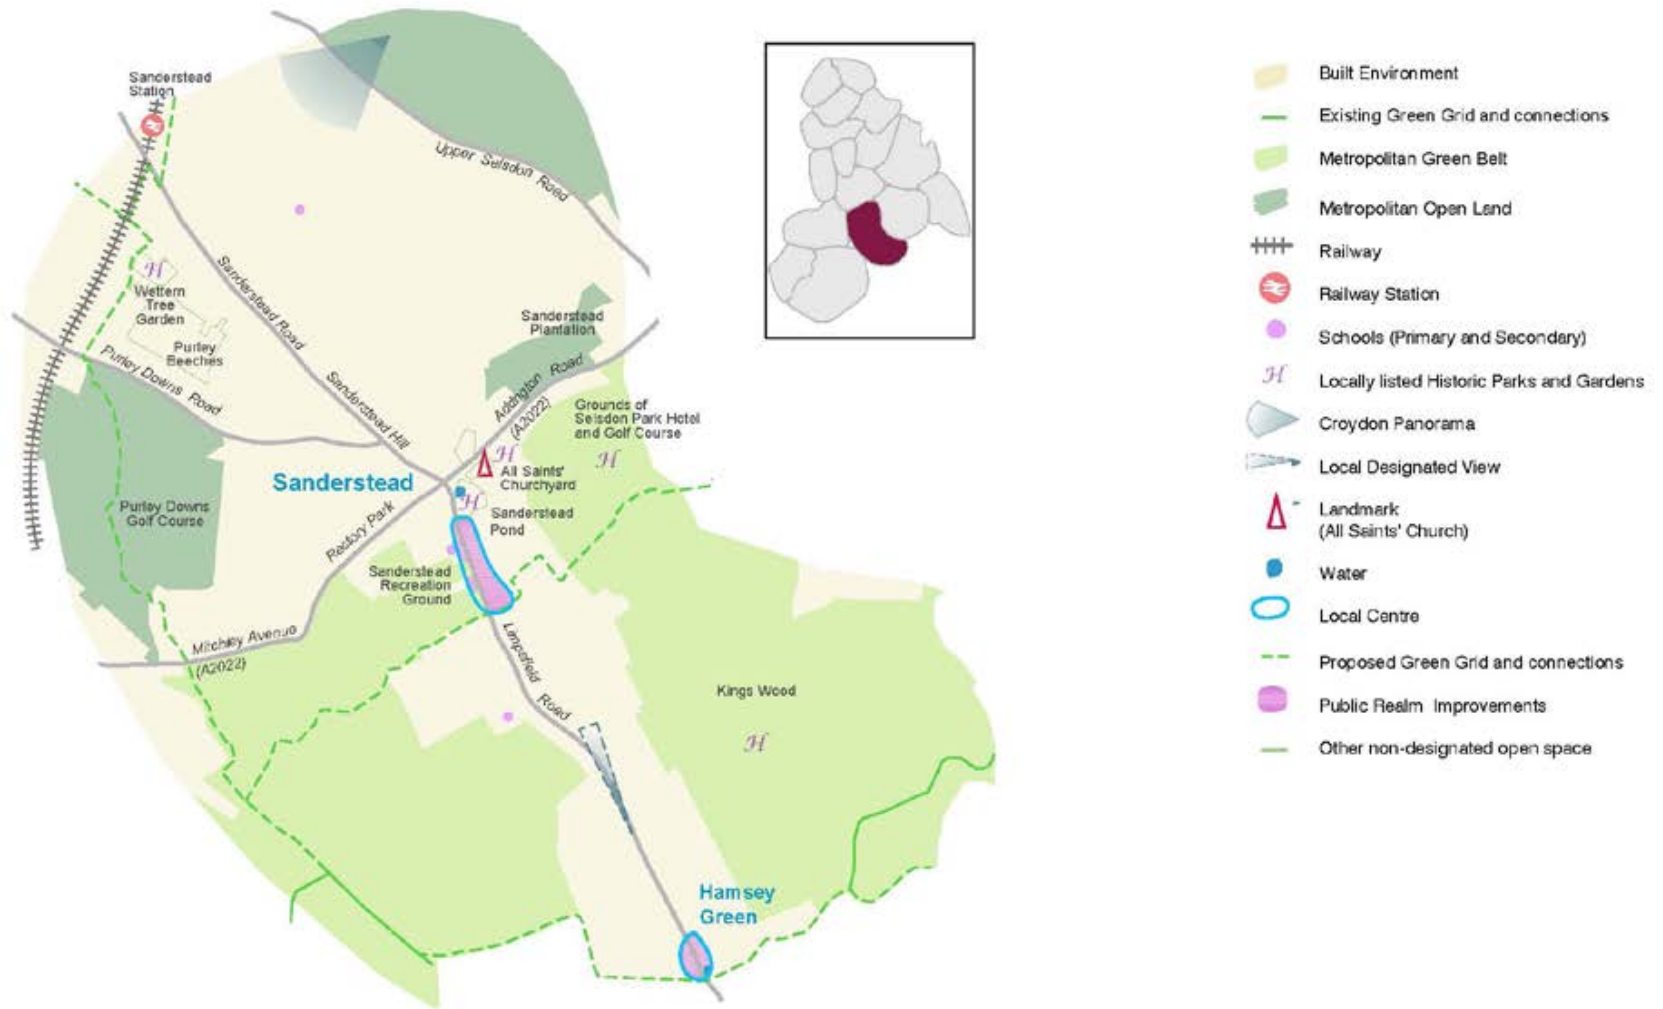 Sanderstead
Station
Upper Selsdon Road
Sanderstead Road
H
Wettern
Tree
Garden
Purley
Beeches
Purley Downs Road
Sanderstead Hill
Sanderstead
Plantation
Addington Road
(A2022)
Grounds of
Selsdon Park Hotel
and Golf Course
H
H
All Saints'
Churchyard
Sanderstead
H
Sanderstead
Pond
Purley Downs
Golf Course
Rectory Park
Sanderstead
Recreation
Ground
Mitchley Avenue
(A2022)
Limpsfield Road
Kings Wood
H
Hamsey
Green
Built Environment
Existing Green Grid and connections
Metropolitan Green Belt
Metropolitan Open Land
Railway
Railway Station
Schools (Primary and Secondary)
H Locally listed Historic Parks and Gardens
Croydon Panorama
Local Designated View
Landmark
(All Saints' Church)
Water
Local Centre
Proposed Green Grid and connections
Public Realm Improvements
Other non-designated open space